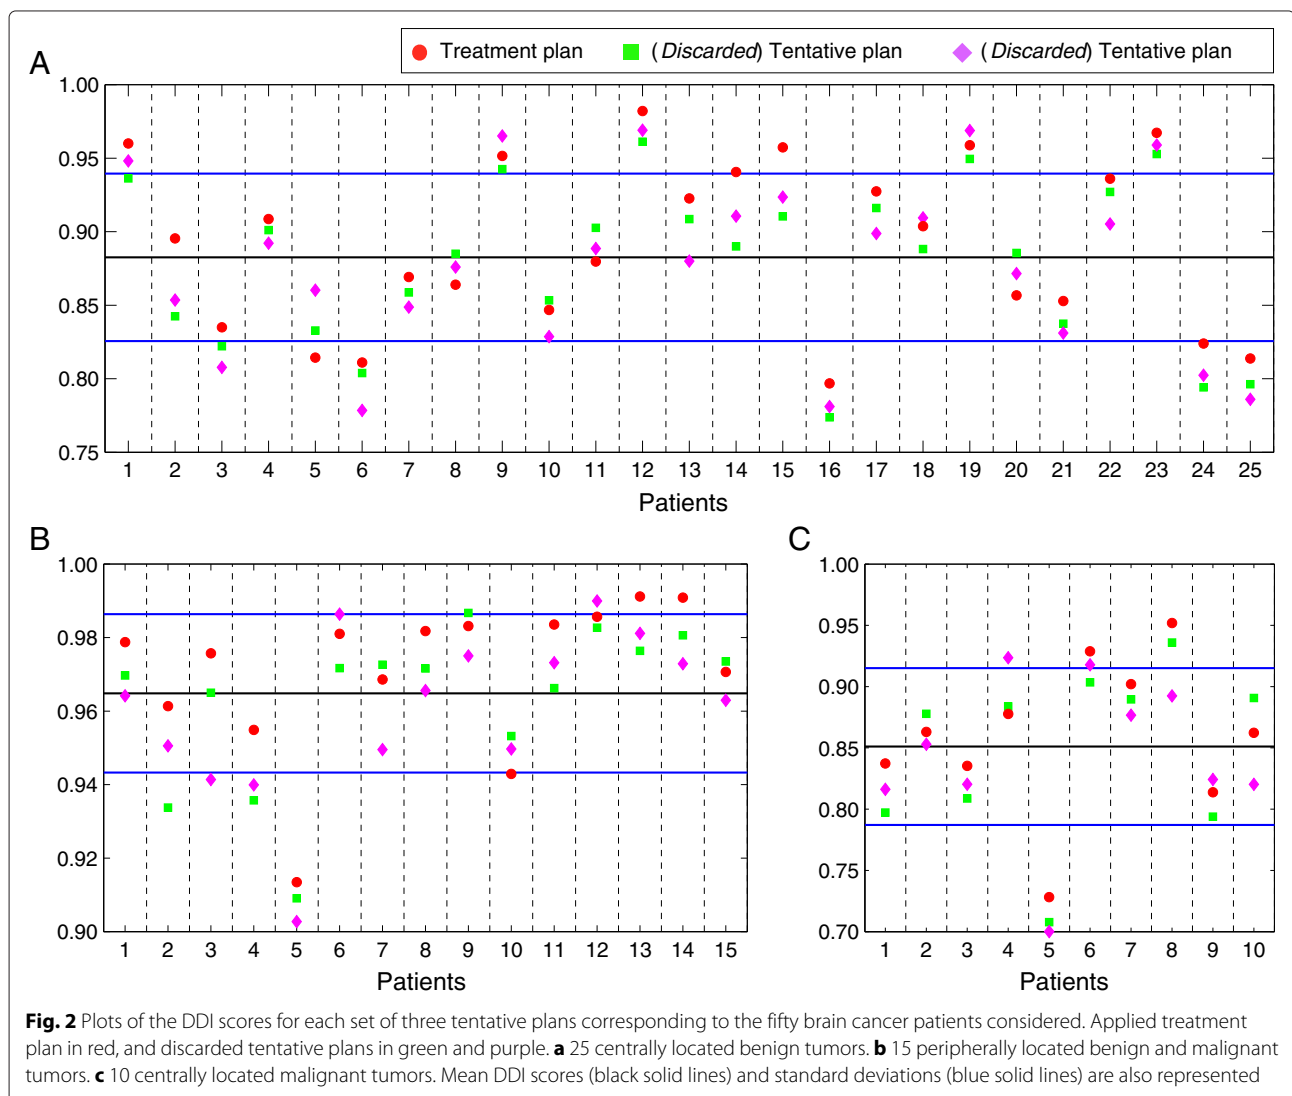 Treatment plan (Discarded) Tentative plan (Discarded) Tentative plan
A
1.00
0.95
0.90
0.85
0.80
0.75
1 2 3 4 5 6 7 8 9 10 11 12 13 14 15 16 17 18 19 20 21 22 23 24 25
Patients
B
1.00
0.98
0.96
0.94
0.92
0.90
1 2 3 4 5 6 7 8 9 10 11 12 13 14 15
Patients
C
1.00
0.95
0.90
0.85
0.80
0.75
0.70
1 2 3 4 5 6 7 8 9 10
Patients
Fig. 2 Plots of the DDI scores for each set of three tentative plans corresponding to the fifty brain cancer patients considered. Applied treatment
plan in red, and discarded tentative plans in green and purple. a 25 centrally located benign tumors. b 15 peripherally located benign and malignant
tumors. c 10 centrally located malignant tumors. Mean DDI scores (black solid lines) and standard deviations (blue solid lines) are also represented